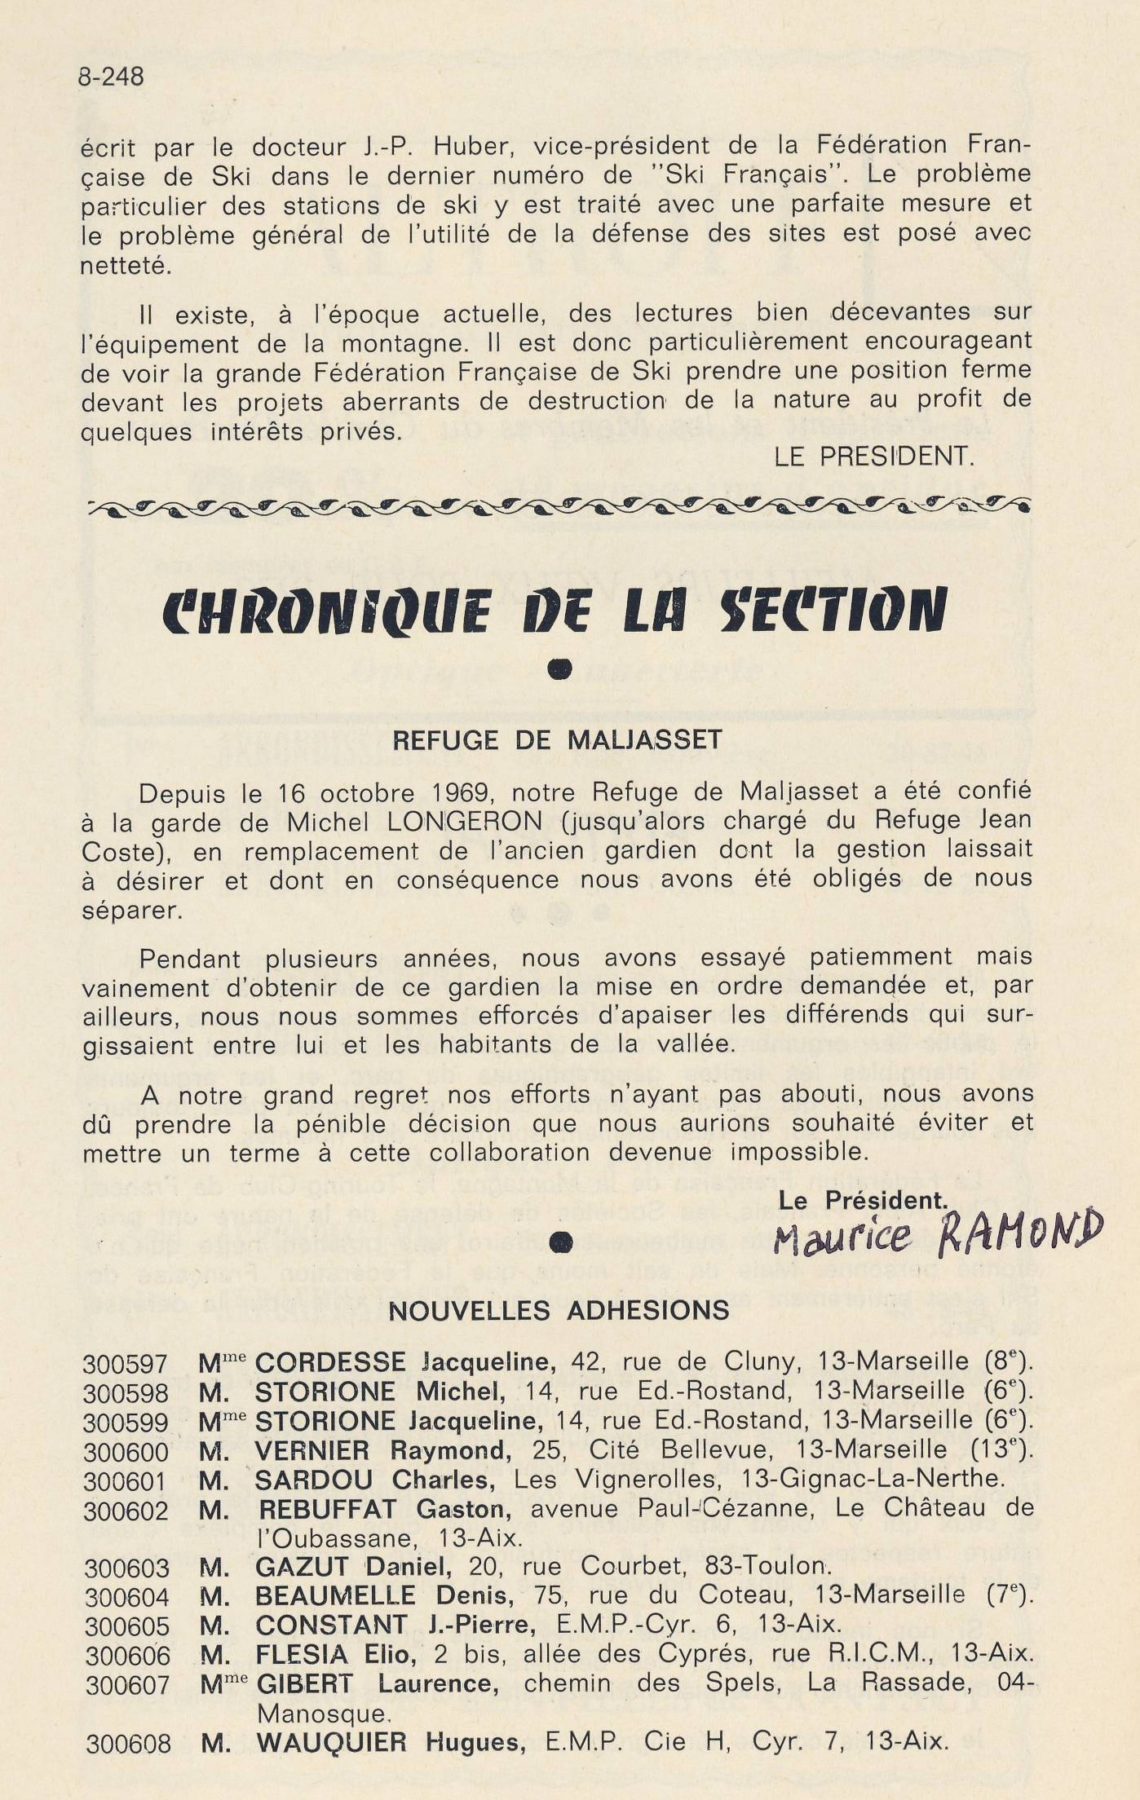 8-248
écrit par le docteur J.-P. Huber, vice-président de la Fédération Fran-
çaise de Ski dans le dernier numéro de "Ski Français". Le problème
particulier des stations de ski y est traité avec une parfaite mesure et
le problème général de l'utilité de la défense des sites est posé avec
netteté.
Il existe, à l'époque actuelle, des lectures bien décevantes sur
l'équipement de la montagne. Il est donc particulièrement encourageant
de voir la grande Fédération Française de Ski prendre une position ferme
devant les projets aberrants de destruction de la nature au profit de
quelques intérêts privés.
LE PRESIDENT.
CHRONIQUE DE LA SECTION
REFUGE DE MALJASSET
Depuis le 16 octobre 1969, notre Refuge de Maljasset a été confié
à la garde de Michel LONGERON (jusqu'alors chargé du Refuge Jean
Coste), en remplacement de l'ancien gardien dont la gestion laissait
à désirer et dont en conséquence nous avons été obligés de nous
séparer.
Pendant plusieurs années, nous avons essayé patiemment mais
vainement d'obtenir de ce gardien la mise en ordre demandée et, par
ailleurs, nous nous sommes efforcés d'apaiser les différends qui sur-
gissaient entre lui et les habitants de la vallée.
A notre grand regret nos efforts n'ayant pas abouti, nous avons
dû prendre la pénible décision que nous aurions souhaité éviter et
mettre un terme à cette collaboration devenue impossible.
Le Président.
Maurice RAMOND
NOUVELLES ADHESIONS
300597 Mme CORDESSE Jacqueline, 42, rue de Cluny, 13-Marseille (8e).
300598 M. STORIONE Michel, 14, rue Ed.-Rostand, 13-Marseille (6e).
300599 Mme STORIONE Jacqueline, 14, rue Ed.-Rostand, 13-Marseille (6e).
300600 M. VERNIER Raymond, 25, Cité Bellevue, 13-Marseille (13e).
300601 M. SARDOU Charles, Les Vignerolles, 13-Gignac-La-Nerthe.
300602 M. REBUFFAT Gaston, avenue Paul-Cézanne, Le Château de
l'Oubassane, 13-Aix.
300603 M. GAZUT Daniel, 20, rue Courbet, 83-Toulon.
300604 M. BEAUMELLE Denis, 75, rue du Coteau, 13-Marseille (7e).
300605 M. CONSTANT J.-Pierre, E.M.P.-Cyr. 6, 13-Aix.
300606 M. FLESIA Elio, 2 bis, allée des Cyprés, rue R.I.C.M., 13-Aix.
300607 Mme GIBERT Laurence, chemin des Spels, La Rassade, 04-
Manosque.
300608 M. WAUQUIER Hugues, E.M.P. Cie H, Cyr. 7, 13-Aix.